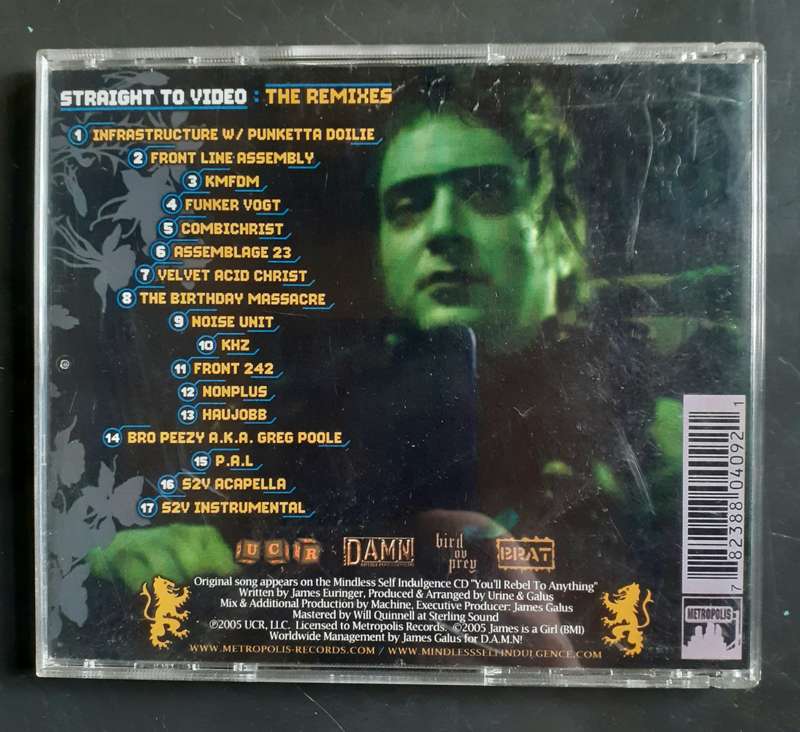 STRAIGHT TO VIDEO : THE REMIXES
1 INFRASTRUCTURE W/ PUNKETTA DOILIE
2 FRONT LINE ASSEMBLY
3 KMFDM
4 FUNKER VOGT
5 COMBICHRIST
6 ASSEMBLAGE 23
7 VELVET ACID CHRIST
8 THE BIRTHDAY MASSACRE
9 NOISE UNIT
10 KHZ
11 FRONT 242
12 NONPLUS
13 HAUJOBB
14 BRO PEEZY A.K.A. GREG POOLE
15 P.A.L
16 S2V ACAPELLA
17 S2V INSTRUMENTAL
UCR DAMN! bird ov prey BRAT
Original song appears on the Mindless Self Indulgence CD "You'll Rebel To Anything"
Written by James Euringer, Produced & Arranged by Urine & Galus
Mix & Additional Production by Machine, Executive Producer: James Galus
Mastered by Will Quinnell at Sterling Sound
℗2005 UCR, LLC. Licensed to Metropolis Records. ©2005 James is a Girl (BMI)
Worldwide Management by James Galus for D.A.M.N!
WWW.METROPOLIS-RECORDS.COM / WWW.MINDLESSSELFINDULGENCE.COM
7 82388 04092 1
METROPOLIS